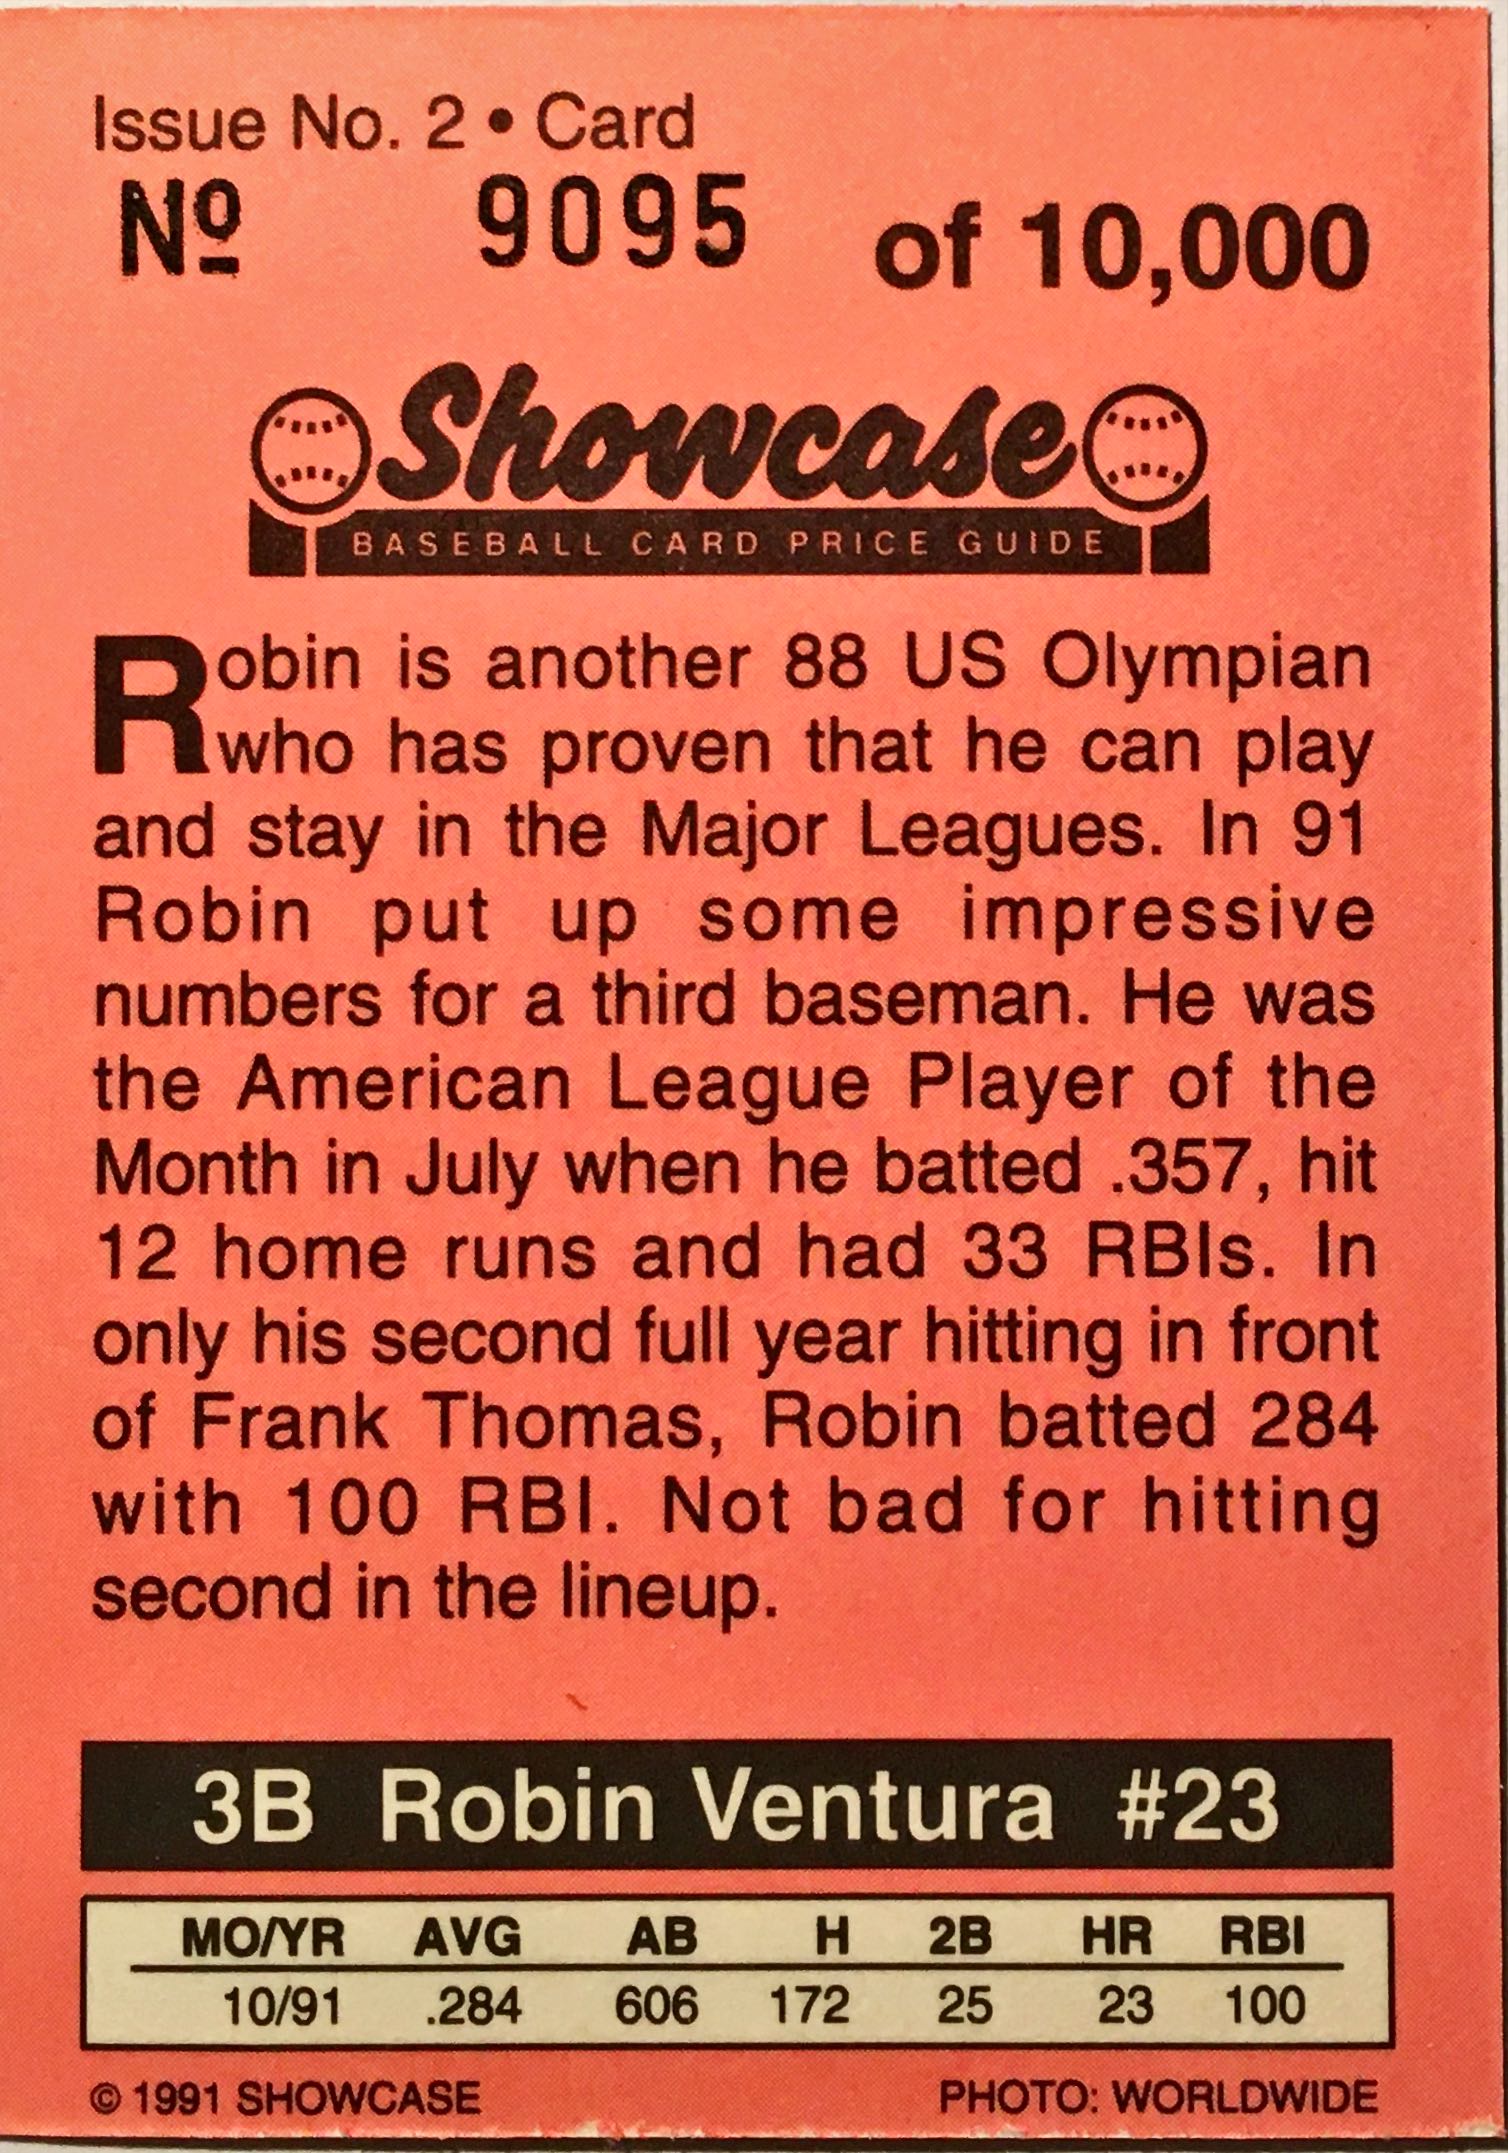 Issue No. 2 • Card
Nº 9095 of 10,000
Showcase
BASEBALL CARD PRICE GUIDE
Robin is another 88 US Olympian
who has proven that he can play
and stay in the Major Leagues. In 91
Robin put up some impressive
numbers for a third baseman. He was
the American League Player of the
Month in July when he batted .357, hit
12 home runs and had 33 RBIs. In
only his second full year hitting in front
of Frank Thomas, Robin batted 284
with 100 RBI. Not bad for hitting
second in the lineup.
3B Robin Ventura #23
MO/YR AVG AB H 2B HR RBI
10/91 .284 606 172 25 23 100
© 1991 SHOWCASE PHOTO: WORLDWIDE